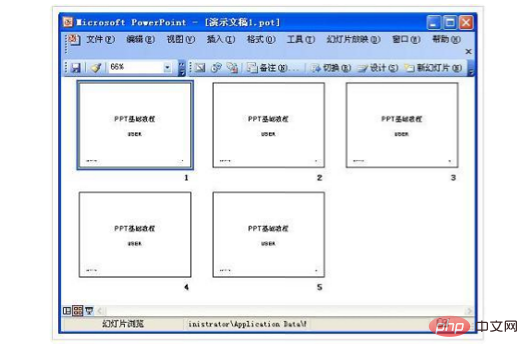 Microsoft PowerPoint - [演示文稿1.pot]
文件(F) 编辑(E) 视图(V) 插入(I) 格式(O) 工具(T) 幻灯片放映(D) 窗口(W) 帮助(H)
66% 备注(N)... 切换(R) 设计(S) 新幻灯片(N)
PPT基础教程
USER
1
PPT基础教程
USER
2
PPT基础教程
USER
3
PPT基础教程
USER
4
PPT基础教程
USER
5
幻灯片浏览 inistrator\Application Data\M
php 中文网